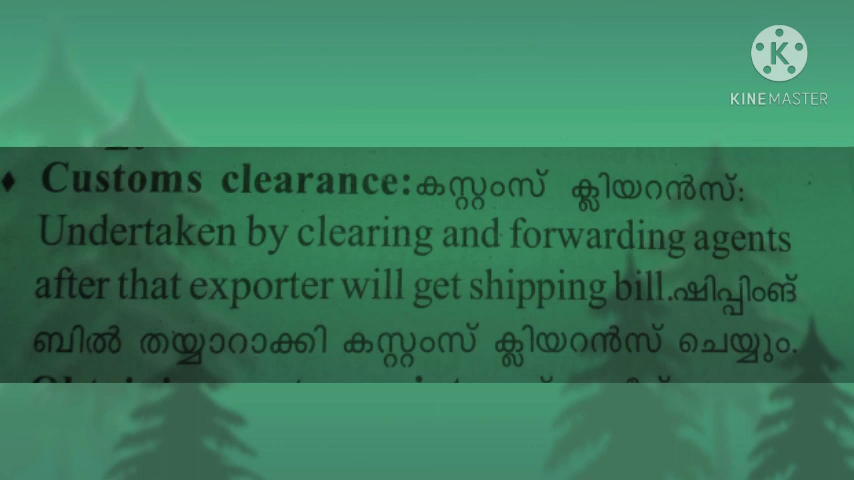 KINEMASTER
♦ Customs clearance:കസ്റ്റംസ് ക്ലിയറൻസ്:
Undertaken by clearing and forwarding agents
after that exporter will get shipping bill.ഷിപ്പിംങ്
ബിൽ തയ്യാറാക്കി കസ്റ്റംസ് ക്ലിയറൻസ് ചെയ്യും.